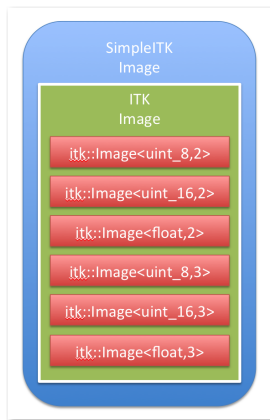 SimpleITK
Image
ITK
Image
itk::Image<uint_8,2>
itk::Image<uint_16,2>
itk::Image<float,2>
itk::Image<uint_8,3>
itk::Image<uint_16,3>
itk::Image<float,3>